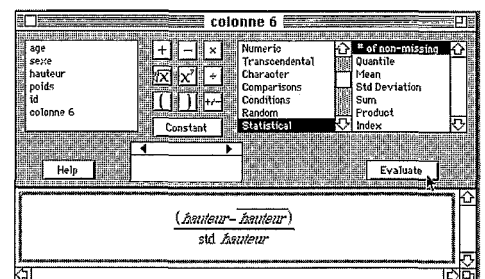 colonne 6
age
sexe
hauteur
poids
id
colonne 6
+ − ×
√x xʸ ÷
( ) +/−
Constant
Numeric
Transcendental
Character
Comparisons
Conditions
Random
Statistical
# of non-missing
Quantile
Mean
Std Deviation
Sum
Product
Index
Help
Evaluate
(hauteur− hauteur)
std hauteur